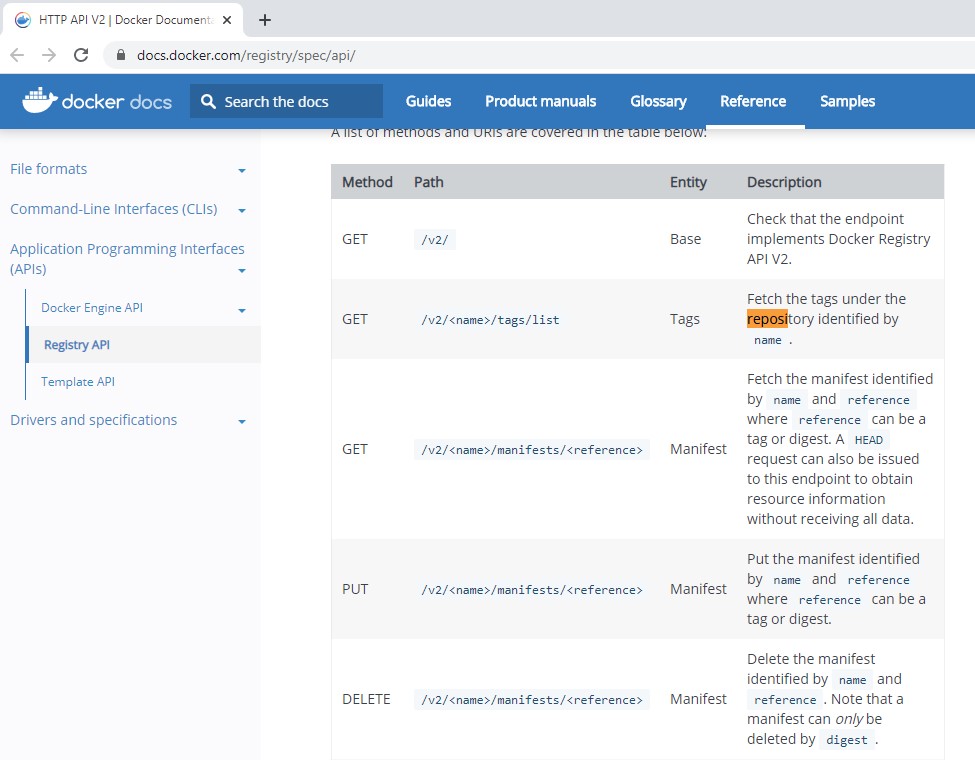 HTTP API V2 | Docker Documenta
docs.docker.com/registry/spec/api/
docker docs
Search the docs
Guides
Product manuals
Glossary
Reference
Samples
File formats
Command-Line Interfaces (CLIs)
Application Programming Interfaces
(APIs)
Docker Engine API
Registry API
Template API
Drivers and specifications
A list of methods and URIs are covered in the table below:
Method Path Entity Description
GET /v2/ Base Check that the endpoint
implements Docker Registry
API V2.
GET /v2/<name>/tags/list Tags Fetch the tags under the
repository identified by
name .
GET /v2/<name>/manifests/<reference> Manifest Fetch the manifest identified
by name and reference
where reference can be a
tag or digest. A HEAD
request can also be issued
to this endpoint to obtain
resource information
without receiving all data.
PUT /v2/<name>/manifests/<reference> Manifest Put the manifest identified
by name and reference
where reference can be a
tag or digest.
DELETE /v2/<name>/manifests/<reference> Manifest Delete the manifest
identified by name and
reference . Note that a
manifest can only be
deleted by digest .